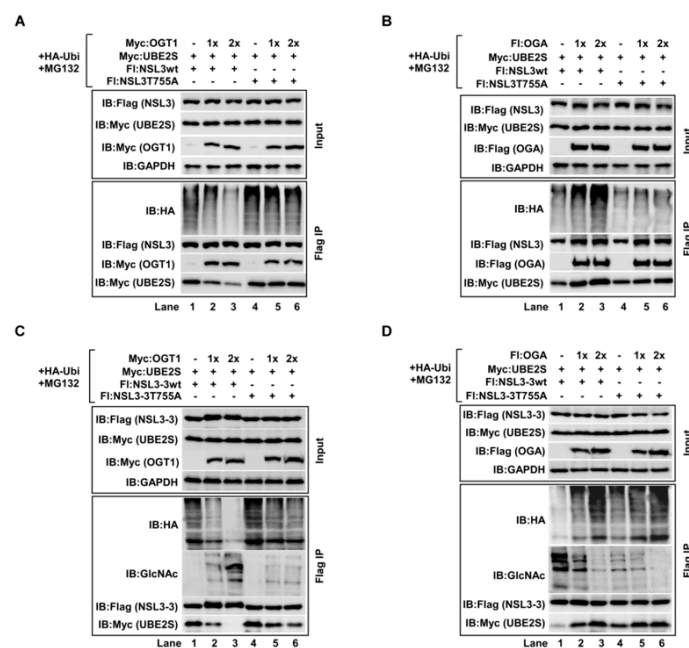 A
Myc:OGT1 - 1x 2x - 1x 2x
+HA-Ubi Myc:UBE2S + + + + + +
+MG132 Fl:NSL3wt + + + - - -
Fl:NSL3T755A - - - + + +
IB:Flag (NSL3)
IB:Myc (UBE2S)
IB:Myc (OGT1)
IB:GAPDH
Input
IB:HA
IB:Flag (NSL3)
IB:Myc (OGT1)
IB:Myc (UBE2S)
Flag IP
Lane 1 2 3 4 5 6
B
Fl:OGA - 1x 2x - 1x 2x
+HA-Ubi Myc:UBE2S + + + + + +
+MG132 Fl:NSL3wt + + + - - -
Fl:NSL3T755A - - - + + +
IB:Flag (NSL3)
IB:Myc (UBE2S)
IB:Flag (OGA)
IB:GAPDH
Input
IB:HA
IB:Flag (NSL3)
IB:Flag (OGA)
IB:Myc (UBE2S)
Flag IP
Lane 1 2 3 4 5 6
C
Myc:OGT1 - 1x 2x - 1x 2x
+HA-Ubi Myc:UBE2S + + + + + +
+MG132 Fl:NSL3-3wt + + + - - -
Fl:NSL3-3T755A - - - + + +
IB:Flag (NSL3-3)
IB:Myc (UBE2S)
IB:Myc (OGT1)
IB:GAPDH
Input
IB:HA
IB:GlcNAc
IB:Flag (NSL3-3)
IB:Myc (UBE2S)
Flag IP
Lane 1 2 3 4 5 6
D
Fl:OGA - 1x 2x - 1x 2x
+HA-Ubi Myc:UBE2S + + + + + +
+MG132 Fl:NSL3-3wt + + + - - -
Fl:NSL3-3T755A - - - + + +
IB:Flag (NSL3-3)
IB:Myc (UBE2S)
IB:Flag (OGA)
IB:GAPDH
Input
IB:HA
IB:GlcNAc
IB:Flag (NSL3-3)
IB:Myc (UBE2S)
Flag IP
Lane 1 2 3 4 5 6